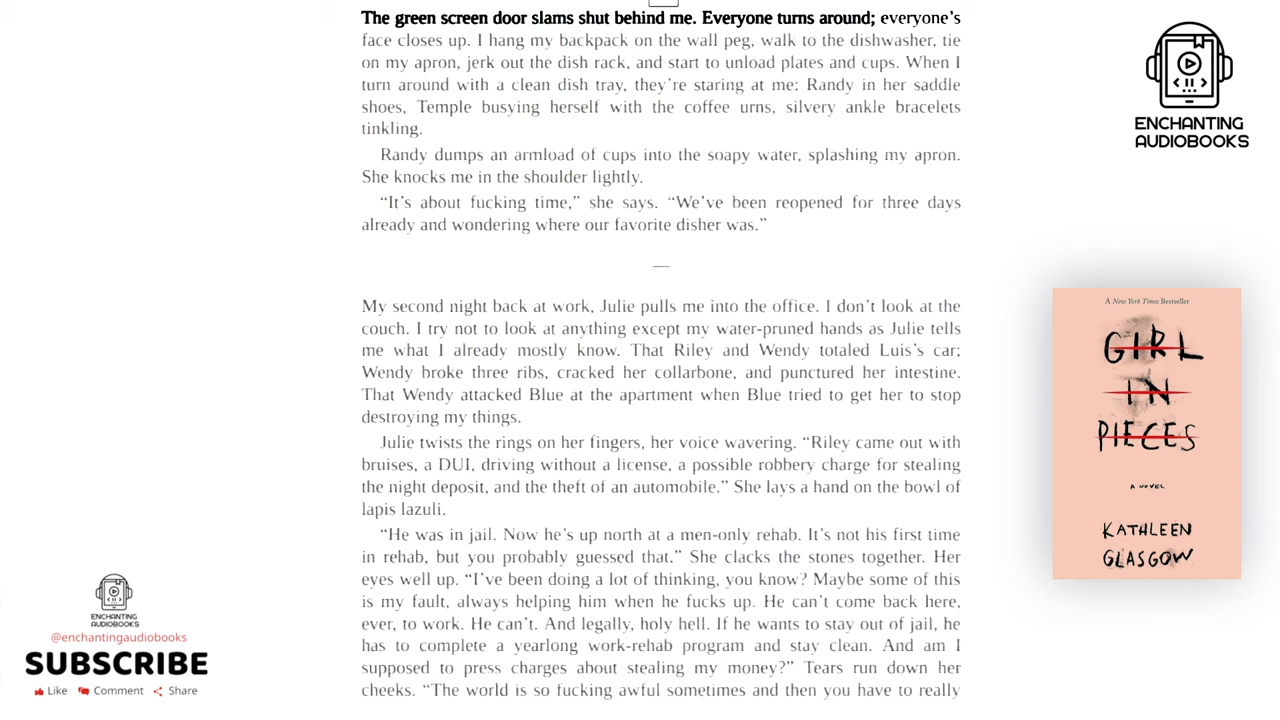 The green screen door slams shut behind me. Everyone turns around; everyone's
face closes up. I hang my backpack on the wall peg, walk to the dishwasher, tie
on my apron, jerk out the dish rack, and start to unload plates and cups. When I
turn around with a clean dish tray, they're staring at me: Randy in her saddle
shoes, Temple busying herself with the coffee urns, silvery ankle bracelets
tinkling.
Randy dumps an armload of cups into the soapy water, splashing my apron.
She knocks me in the shoulder lightly.
“It's about fucking time,” she says. “We've been reopened for three days
already and wondering where our favorite disher was.”
—
My second night back at work, Julie pulls me into the office. I don't look at the
couch. I try not to look at anything except my water-pruned hands as Julie tells
me what I already mostly know. That Riley and Wendy totaled Luis's car;
Wendy broke three ribs, cracked her collarbone, and punctured her intestine.
That Wendy attacked Blue at the apartment when Blue tried to get her to stop
destroying my things.
Julie twists the rings on her fingers, her voice wavering. “Riley came out with
bruises, a DUI, driving without a license, a possible robbery charge for stealing
the night deposit, and the theft of an automobile.” She lays a hand on the bowl of
lapis lazuli.
“He was in jail. Now he's up north at a men-only rehab. It's not his first time
in rehab, but you probably guessed that.” She clacks the stones together. Her
eyes well up. “I've been doing a lot of thinking, you know? Maybe some of this
is my fault, always helping him when he fucks up. He can't come back here,
ever, to work. He can't. And legally, holy hell. If he wants to stay out of jail, he
has to complete a yearlong work-rehab program and stay clean. And am I
supposed to press charges about stealing my money?” Tears run down her
cheeks. “The world is so fucking awful sometimes and then you have to really
ENCHANTING
AUDIOBOOKS
A New York Times Bestseller
GIRL
IN
PIECES
A NOVEL
KATHLEEN
GLASGOW
ENCHANTING
AUDIOBOOKS
@enchantingaudiobooks
SUBSCRIBE
Like Comment Share